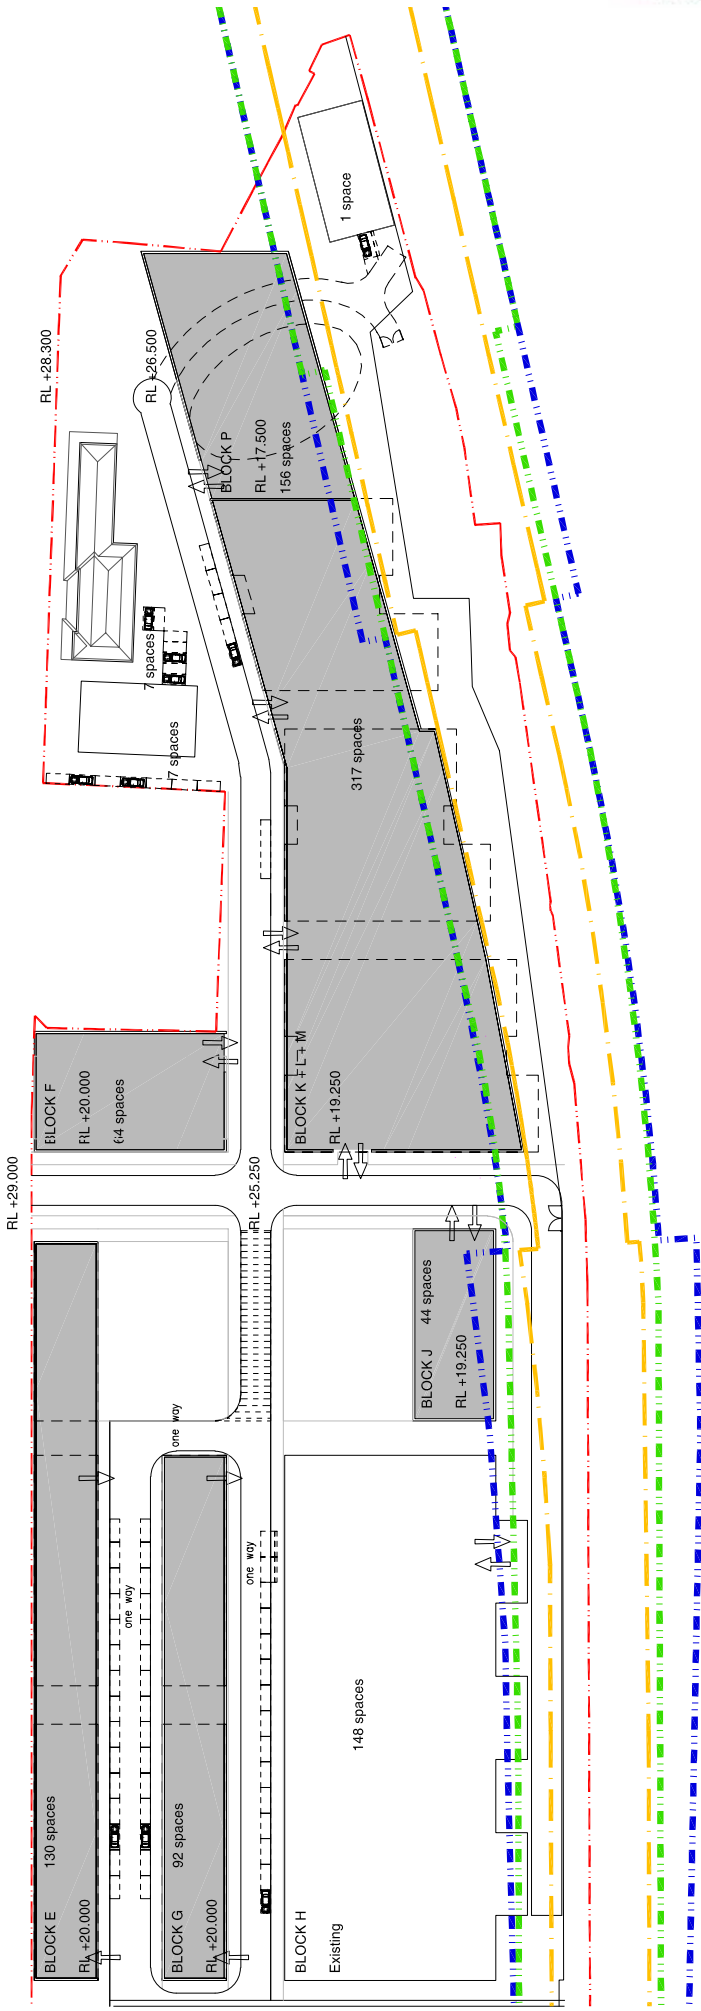 1 space
RL +28.300
RL +26.500
BLOCK P
RL +17.500
156 spaces
7 spaces
7 spaces
317 spaces
BLOCK F
RL +20.000
64 spaces
BLOCK K + L + M
RL +19.250
RL +29.000
RL +25.250
BLOCK J
44 spaces
RL +19.250
one way
one way
one way
148 spaces
BLOCK E
130 spaces
RL +20.000
BLOCK G
92 spaces
RL +20.000
BLOCK H
Existing